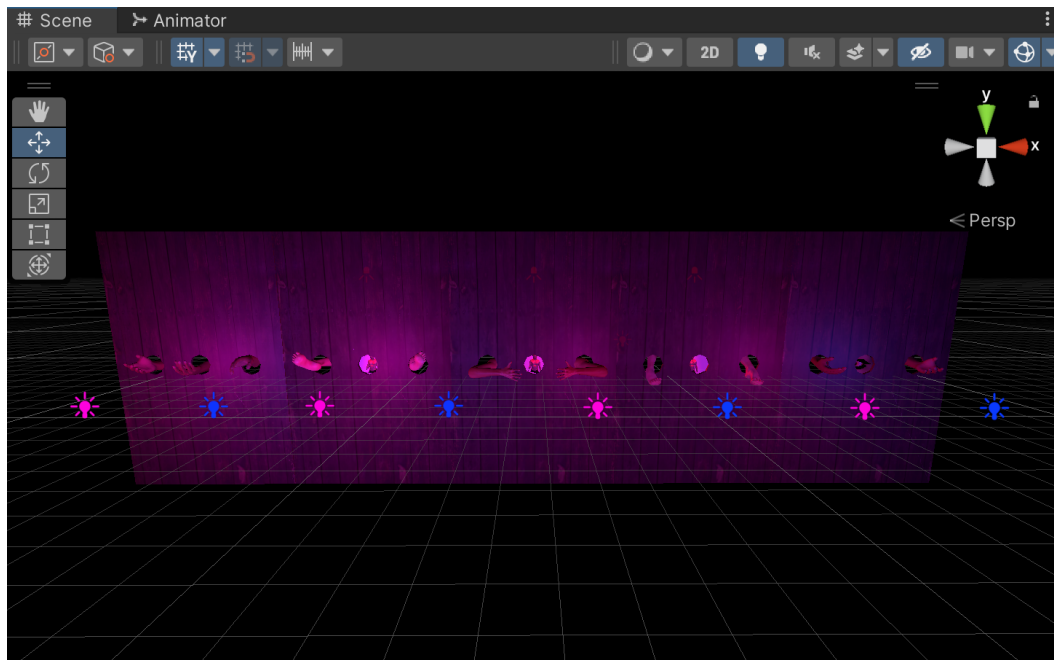 Scene
Animator
2D
y
x
Persp